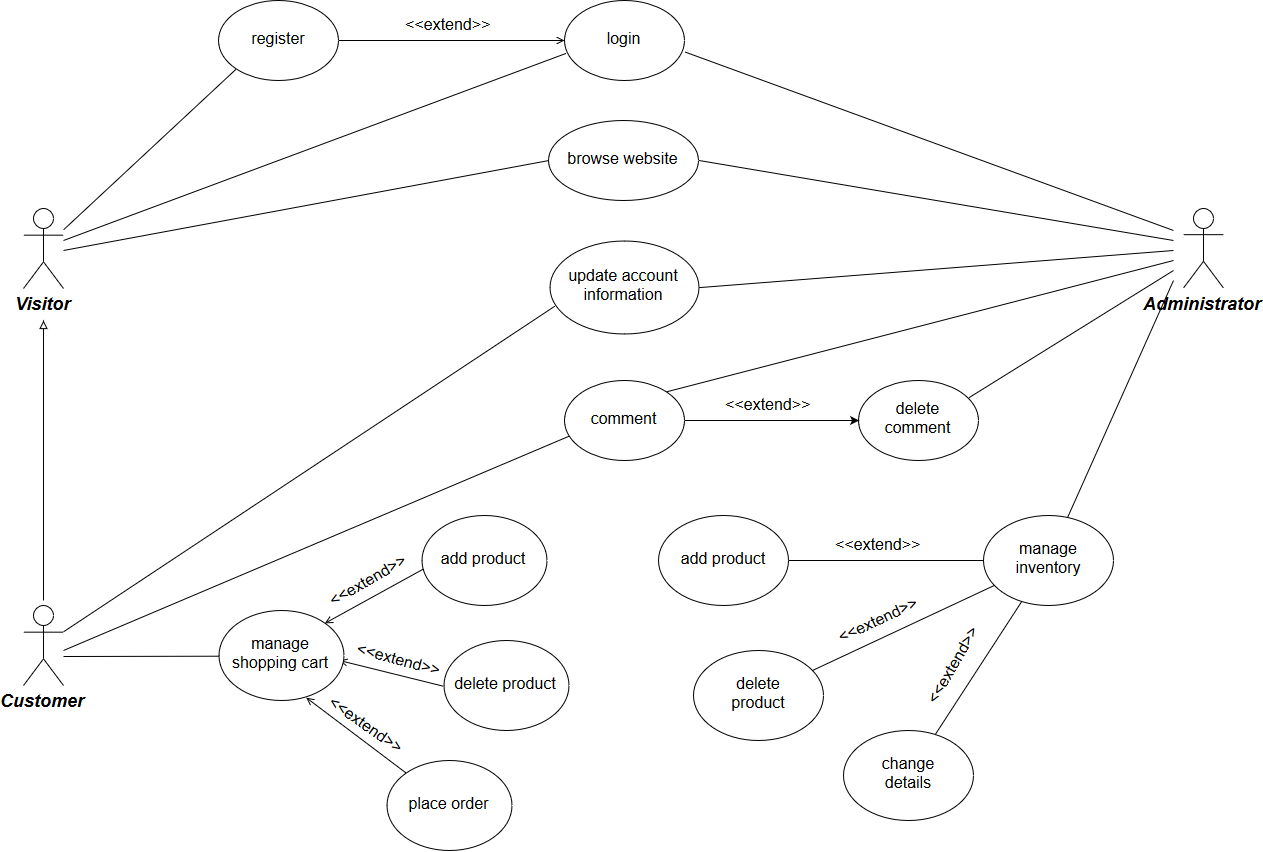 <<extend>>
register
login
browse website
Visitor
Administrator
update account
information
<<extend>>
comment
delete
comment
<<extend>>
add product
add product
<<extend>>
manage
inventory
<<extend>>
manage
shopping cart
<<extend>>
delete product
<<extend>>
<<extend>>
delete
product
Customer
<<extend>>
change
details
place order